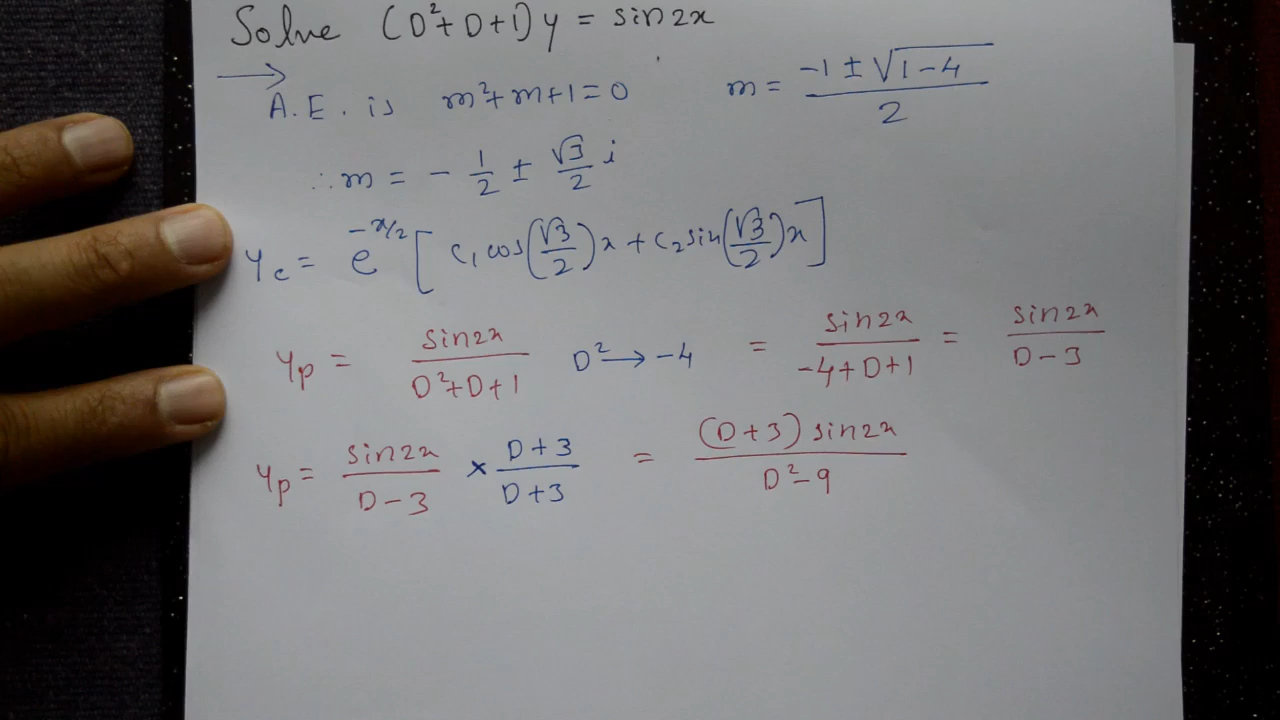 Solve (D²+D+1)y = sin2x
→
A.E. is m²+m+1=0 m = (-1 ± √(1-4))/2
∴ m = - 1/2 ± √3/2 i
y_c = e^(-x/2) [ c₁ cos(√3/2)x + c₂ sin(√3/2)x ]
y_p = sin2x/(D²+D+1) D² → -4 = sin2x/(-4+D+1) = sin2x/(D-3)
y_p = sin2x/(D-3) × (D+3)/(D+3) = (D+3) sin2x/(D²-9)